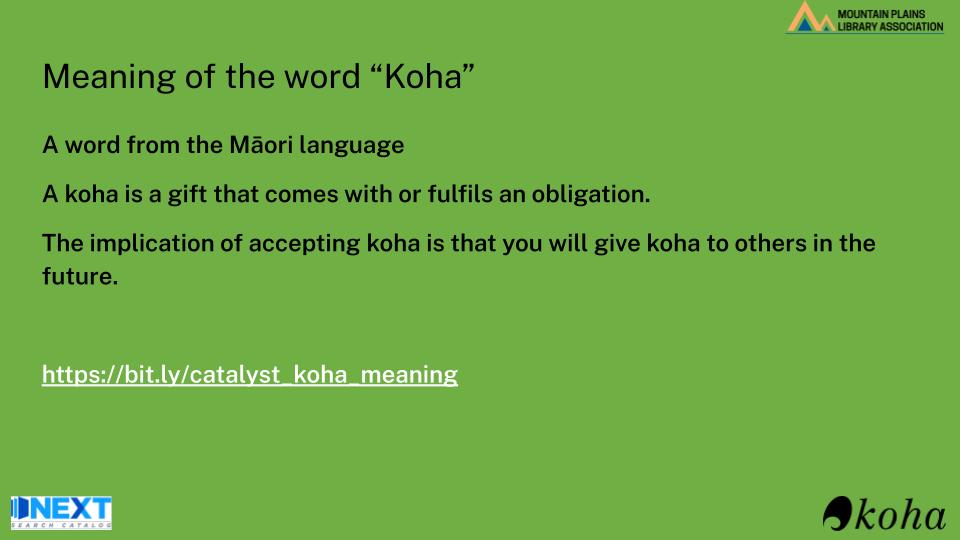 MOUNTAIN PLAINS
LIBRARY ASSOCIATION
Meaning of the word “Koha”
A word from the Māori language
A koha is a gift that comes with or fulfils an obligation.
The implication of accepting koha is that you will give koha to others in the
future.
https://bit.ly/catalyst_koha_meaning
NEXT
SEARCH CATALOG
koha